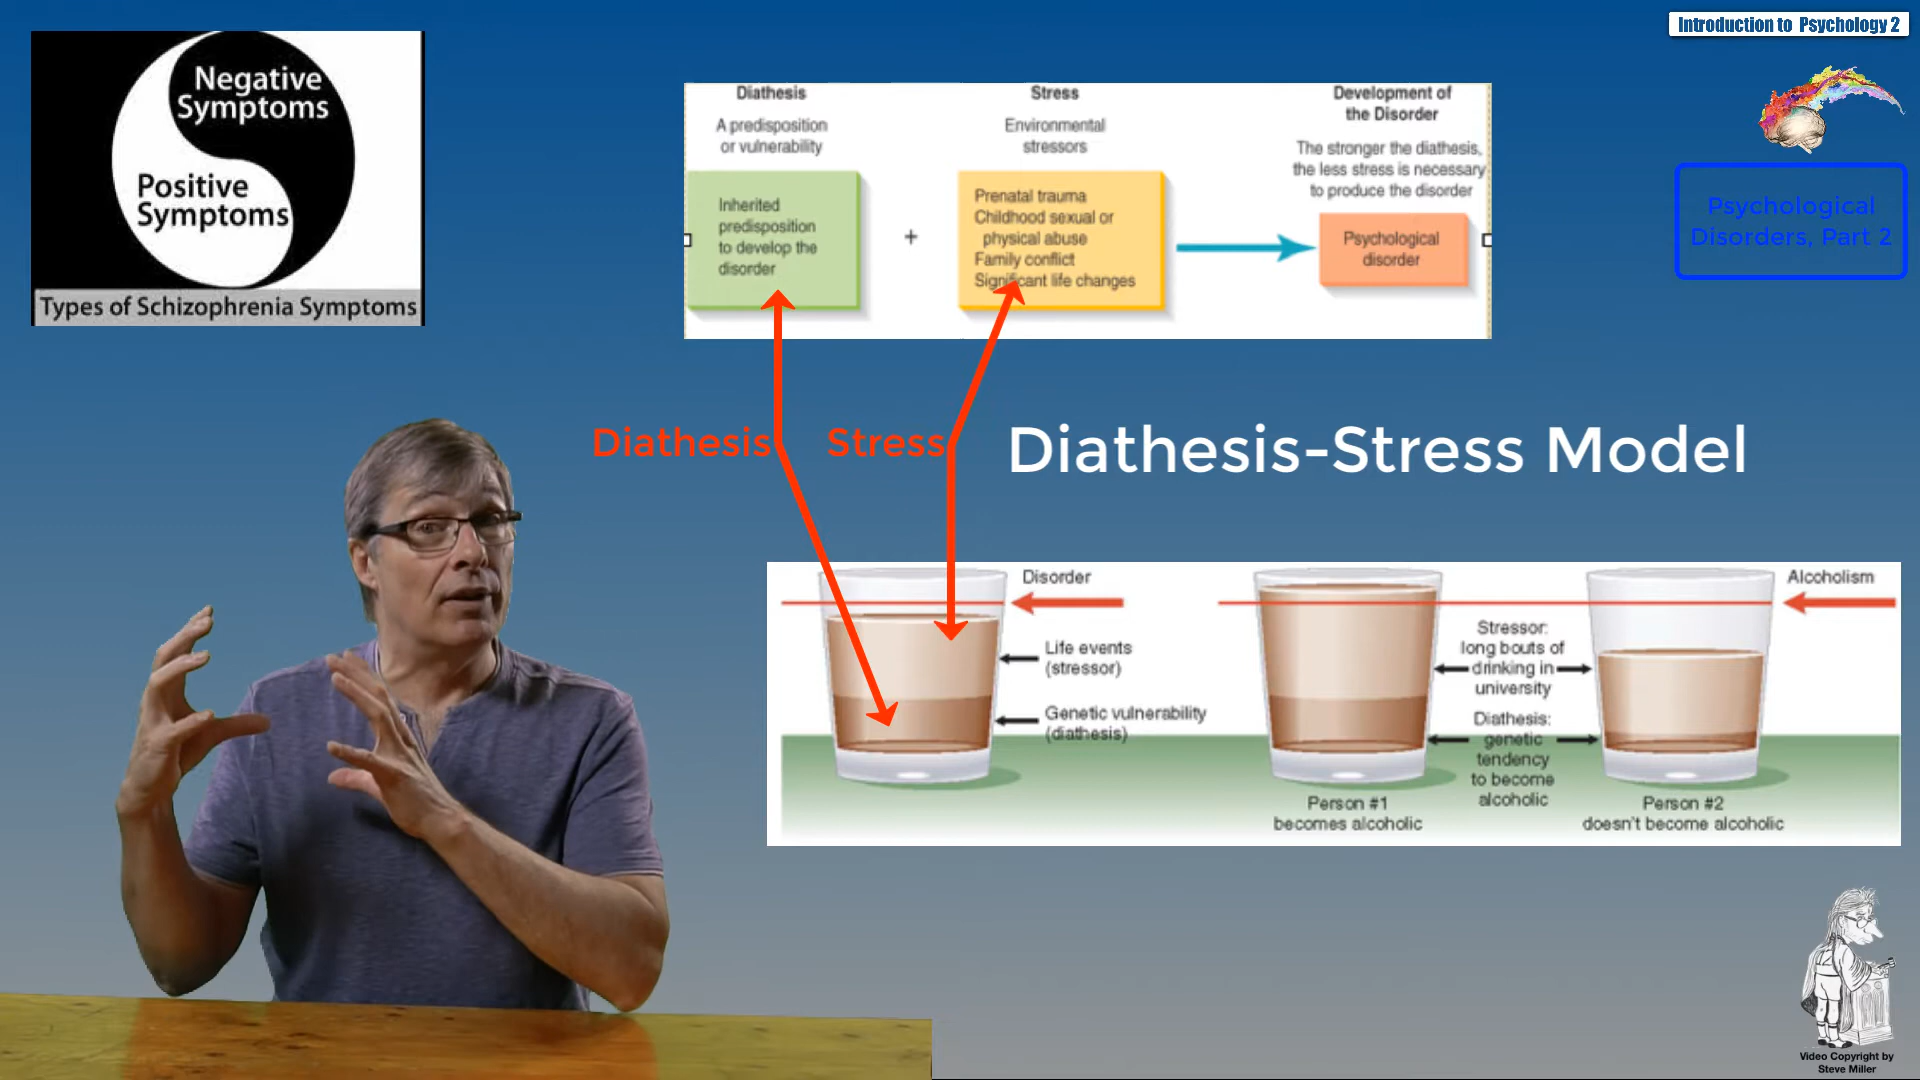 Introduction to Psychology 2
Negative
Symptoms
Positive
Symptoms
Types of Schizophrenia Symptoms
Diathesis
A predisposition
or vulnerability
Inherited
predisposition
to develop the
disorder
+
Stress
Environmental
stressors
Prenatal trauma
Childhood sexual or
physical abuse
Family conflict
Significant life changes
Development of
the Disorder
The stronger the diathesis,
the less stress is necessary
to produce the disorder
Psychological
disorder
Psychological
Disorders, Part 2
Diathesis
Stress
Diathesis-Stress Model
Disorder
Life events
(stressor)
Genetic vulnerability
(diathesis)
Alcoholism
Stressor:
long bouts of
drinking in
university
Diathesis:
genetic
tendency
to become
alcoholic
Person #1
becomes alcoholic
Person #2
doesn't become alcoholic
Video Copyright by
Steve Miller